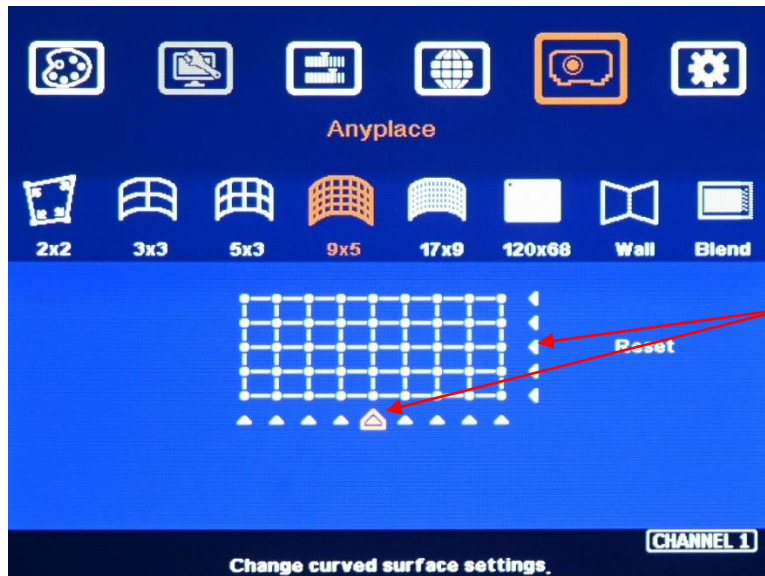 Anyplace
2x2 3x3 5x3 9x5 17x9 120x68 Wall Blend
Reset
CHANNEL 1
Change curved surface settings.